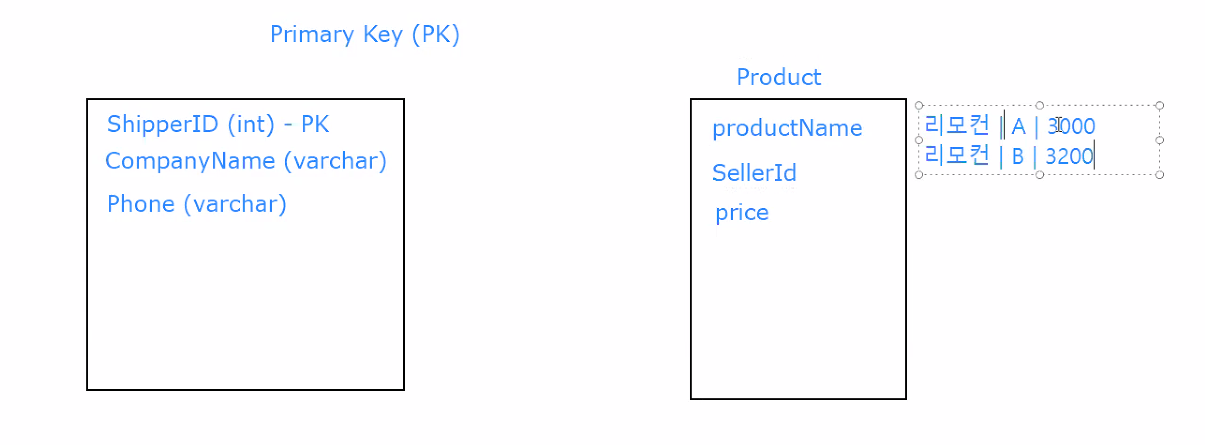 Primary Key (PK)
ShipperID (int) - PK
CompanyName (varchar)
Phone (varchar)
Product
productName
SellerId
price
리모컨 | A | 3000
리모컨 | B | 3200